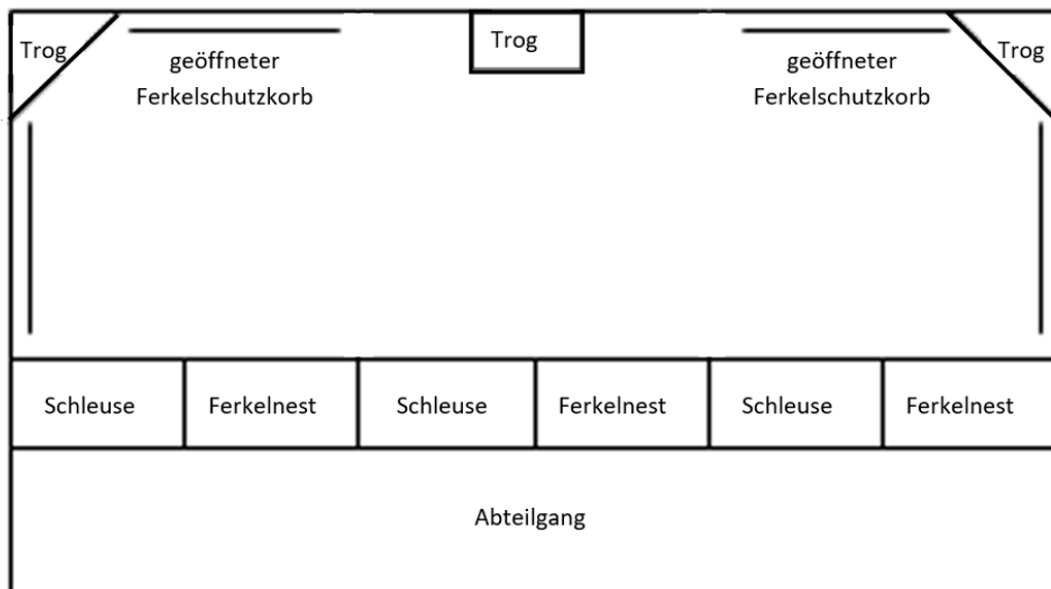 Trog
Trog
Trog
geöffneter
Ferkelschutzkorb
geöffneter
Ferkelschutzkorb
Schleuse
Ferkelnest
Schleuse
Ferkelnest
Schleuse
Ferkelnest
Abteilgang